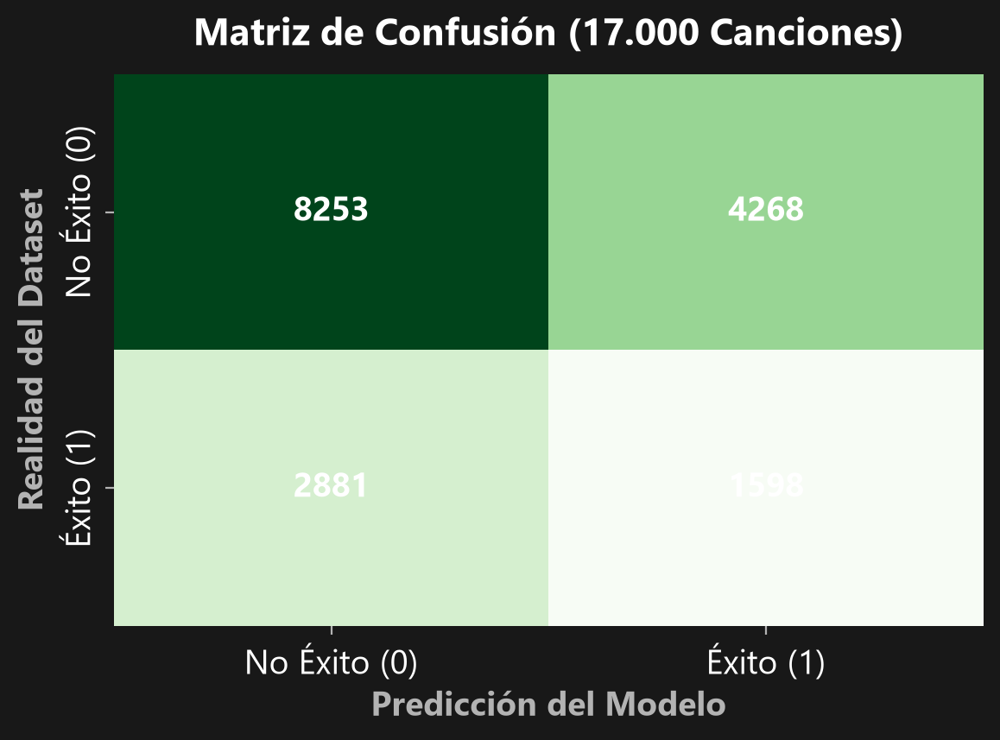 Matriz de Confusión (17.000 Canciones)
Realidad del Dataset
No Éxito (0)
8253
4268
Éxito (1)
2881
1598
No Éxito (0)
Éxito (1)
Predicción del Modelo